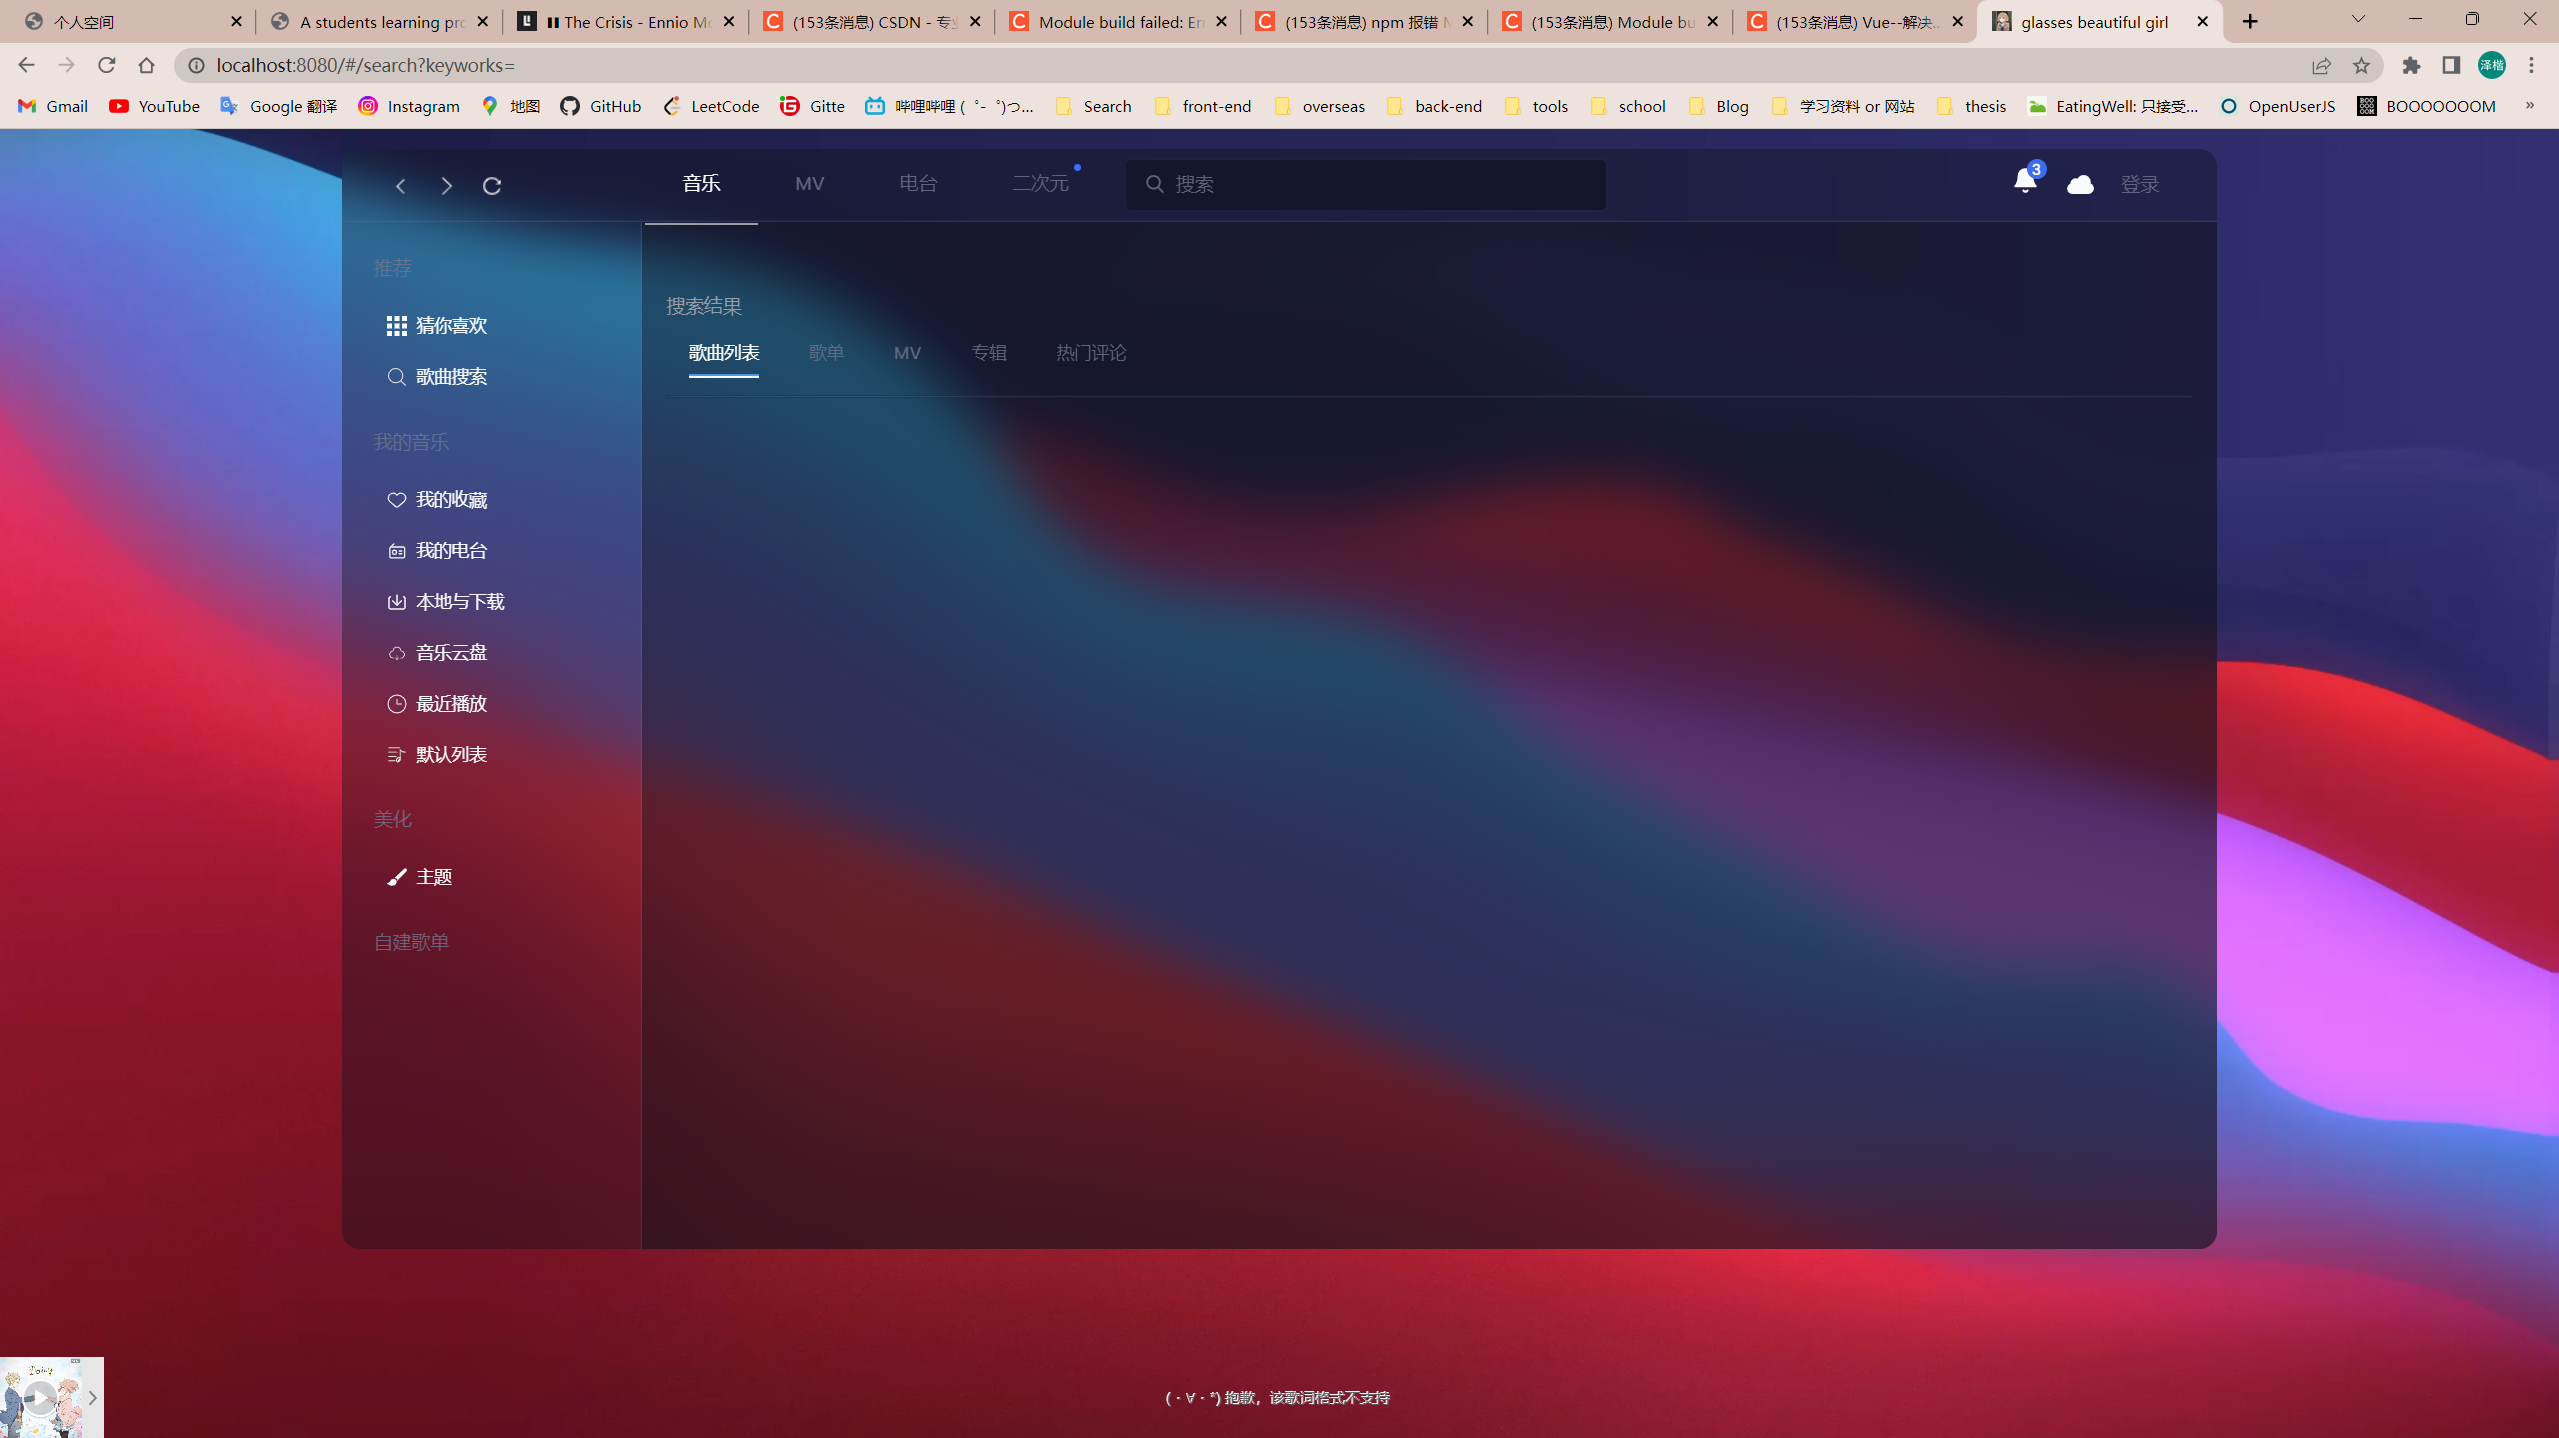 个人空间
A students learning pro
The Crisis - Ennio Mo
(153条消息) CSDN - 专业
Module build failed: Err
(153条消息) npm 报错 N
(153条消息) Module bu
(153条消息) Vue--解决...
glasses beautiful girl
localhost:8080/#/search?keyworks=
泽楷
Gmail
YouTube
Google 翻译
Instagram
地图
GitHub
LeetCode
Gitte
哔哩哔哩 (゜-゜)つ...
Search
front-end
overseas
back-end
tools
school
Blog
学习资料 or 网站
thesis
EatingWell: 只接受...
OpenUserJS
BOOOOOOOM
»
音乐
MV
电台
二次元
搜索
3
登录
推荐
猜你喜欢
歌曲搜索
我的音乐
我的收藏
我的电台
本地与下载
音乐云盘
最近播放
默认列表
美化
主题
自建歌单
搜索结果
歌曲列表
歌单
MV
专辑
热门评论
(・∀・*) 抱歉，该歌词格式不支持